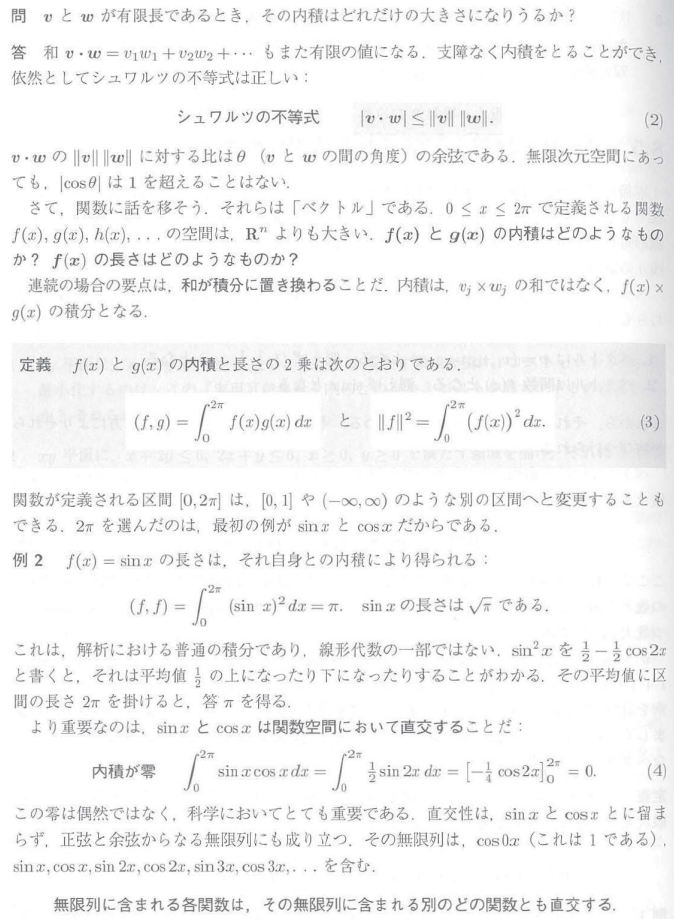 問 v と w が有限長であるとき，その内積はどれだけの大きさになりうるか？
答 和 v・w = v₁w₁ + v₂w₂ + ⋯ もまた有限の値になる．支障なく内積をとることができ，
依然としてシュワルツの不等式は正しい：
シュワルツの不等式 |v・w| ≤ ‖v‖ ‖w‖. (2)
v・w の ‖v‖ ‖w‖ に対する比は θ （v と w の間の角度）の余弦である．無限次元空間にあっ
ても，|cos θ| は 1 を超えることはない．
さて，関数に話を移そう．それらは「ベクトル」である．0 ≤ x ≤ 2π で定義される関数
f(x), g(x), h(x), ... の空間は，Rⁿ よりも大きい．f(x) と g(x) の内積はどのようなもの
か？ f(x) の長さはどのようなものか？
連続の場合の要点は，和が積分に置き換わることだ．内積は，vⱼ × wⱼ の和ではなく，f(x) ×
g(x) の積分となる．
定義 f(x) と g(x) の内積と長さの 2 乗は次のとおりである．
(f, g) = ∫₀^{2π} f(x)g(x) dx と ‖f‖² = ∫₀^{2π} (f(x))² dx. (3)
関数が定義される区間 [0, 2π] は，[0, 1] や (−∞, ∞) のような別の区間へと変更することも
できる．2π を選んだのは，最初の例が sin x と cos x だからである．
例 2 f(x) = sin x の長さは，それ自身との内積により得られる：
(f, f) = ∫₀^{2π} (sin x)² dx = π. sin x の長さは √π である．
これは，解析における普通の積分であり，線形代数の一部ではない．sin² x を 1/2 − 1/2 cos 2x
と書くと，それは平均値 1/2 の上になったり下になったりすることがわかる．その平均値に区
間の長さ 2π を掛けると，答 π を得る．
より重要なのは，sin x と cos x は関数空間において直交することだ：
内積が零 ∫₀^{2π} sin x cos x dx = ∫₀^{2π} 1/2 sin 2x dx = [−1/4 cos 2x]₀^{2π} = 0. (4)
この零は偶然ではなく，科学においてとても重要である．直交性は，sin x と cos x とに留ま
らず，正弦と余弦からなる無限列にも成り立つ．その無限列は，cos 0x（これは 1 である），
sin x, cos x, sin 2x, cos 2x, sin 3x, cos 3x, ... を含む．
無限列に含まれる各関数は，その無限列に含まれる別のどの関数とも直交する．